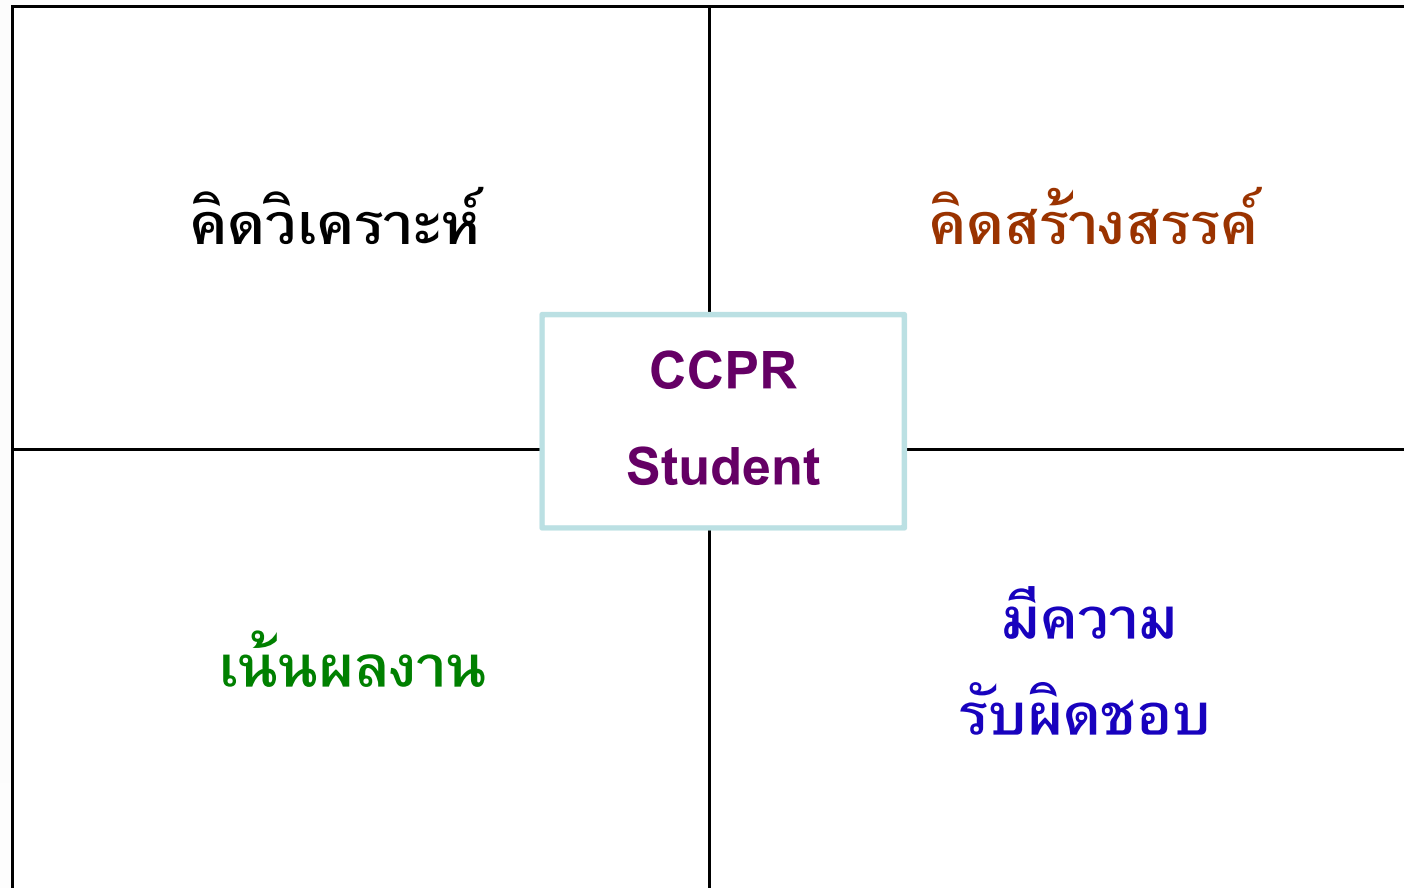 คิดวิเคราะห์
คิดสร้างสรรค์
CCPR
Student
เน้นผลงาน
มีความ
รับผิดชอบ